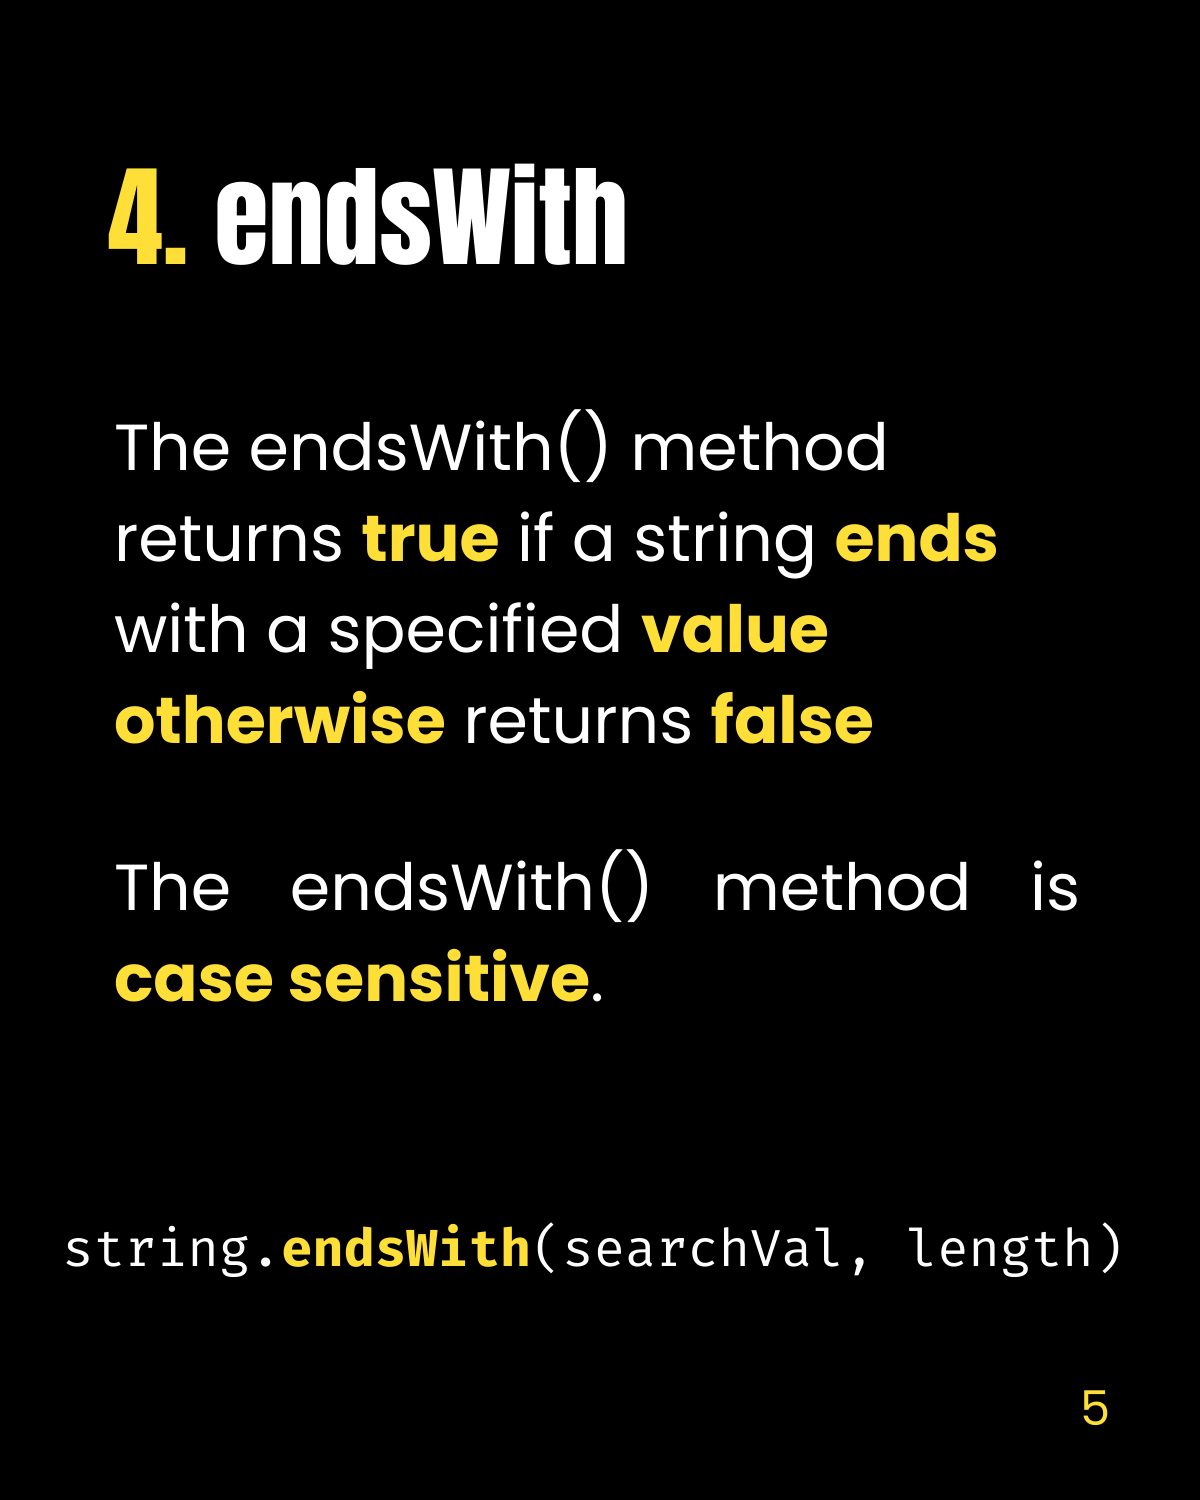 4. endsWith
The endsWith() method
returns true if a string ends
with a specified value
otherwise returns false
The endsWith() method is
case sensitive.
string.endsWith(searchVal, length)
5